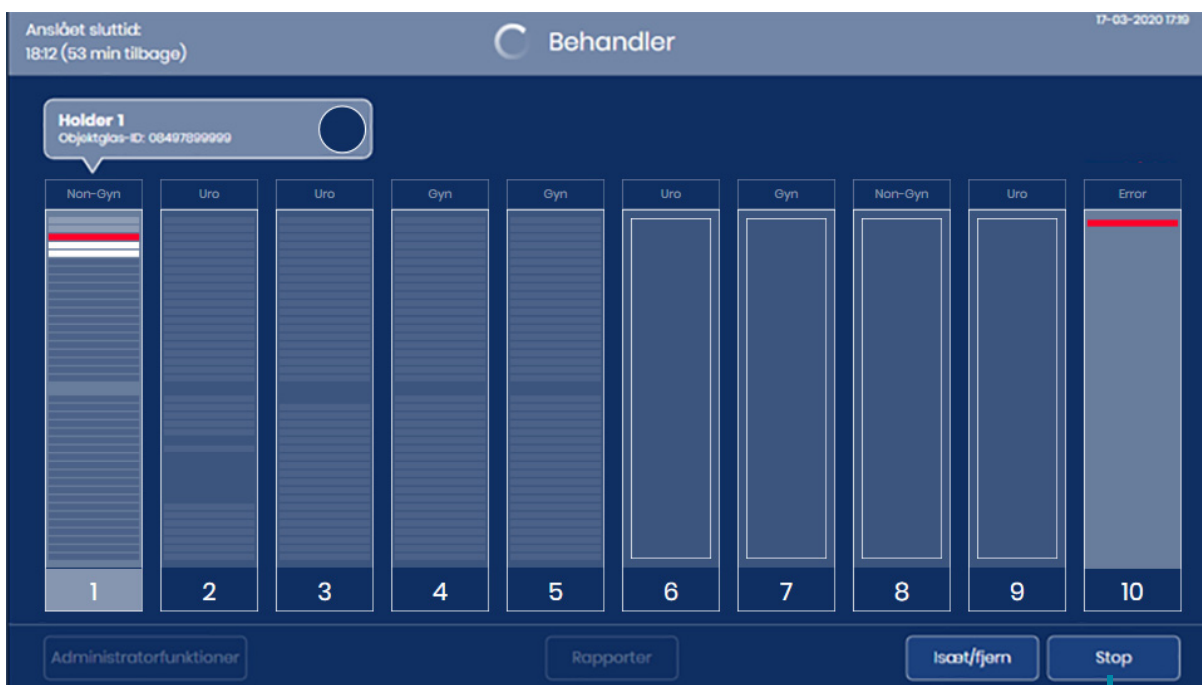 Anslået sluttid:
18:12 (53 min tilbage)
Behandler
17-03-2020 17:19
Holder 1
Objektglas-ID: 08497899999
Non-Gyn
Uro
Uro
Gyn
Gyn
Uro
Gyn
Non-Gyn
Uro
Error
1
2
3
4
5
6
7
8
9
10
Administratorfunktioner
Rapporter
Isæt/fjern
Stop